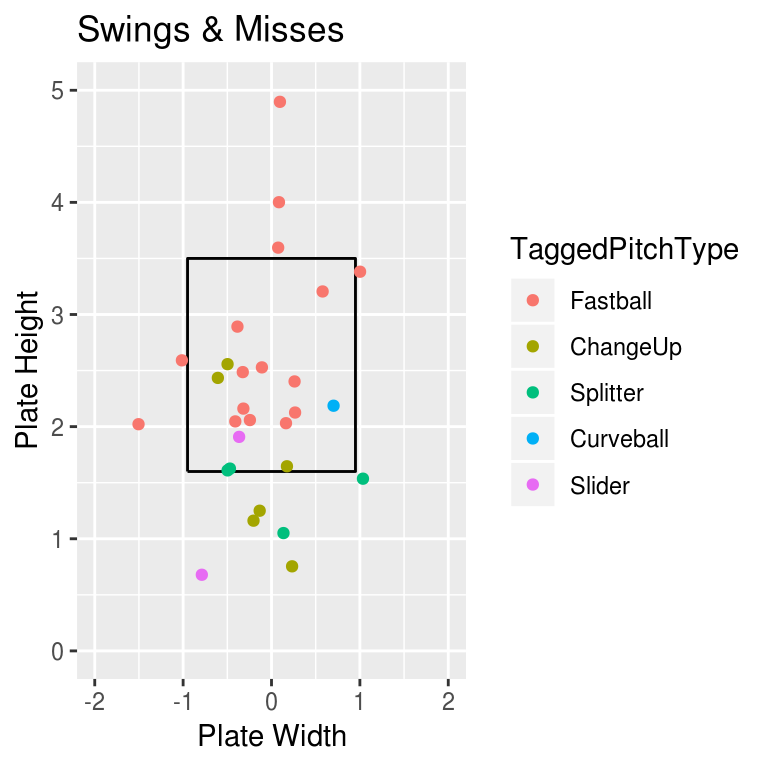 Swings & Misses
5
4
3
2
1
0
Plate Height
-2 -1 0 1 2
Plate Width
TaggedPitchType
Fastball
ChangeUp
Splitter
Curveball
Slider